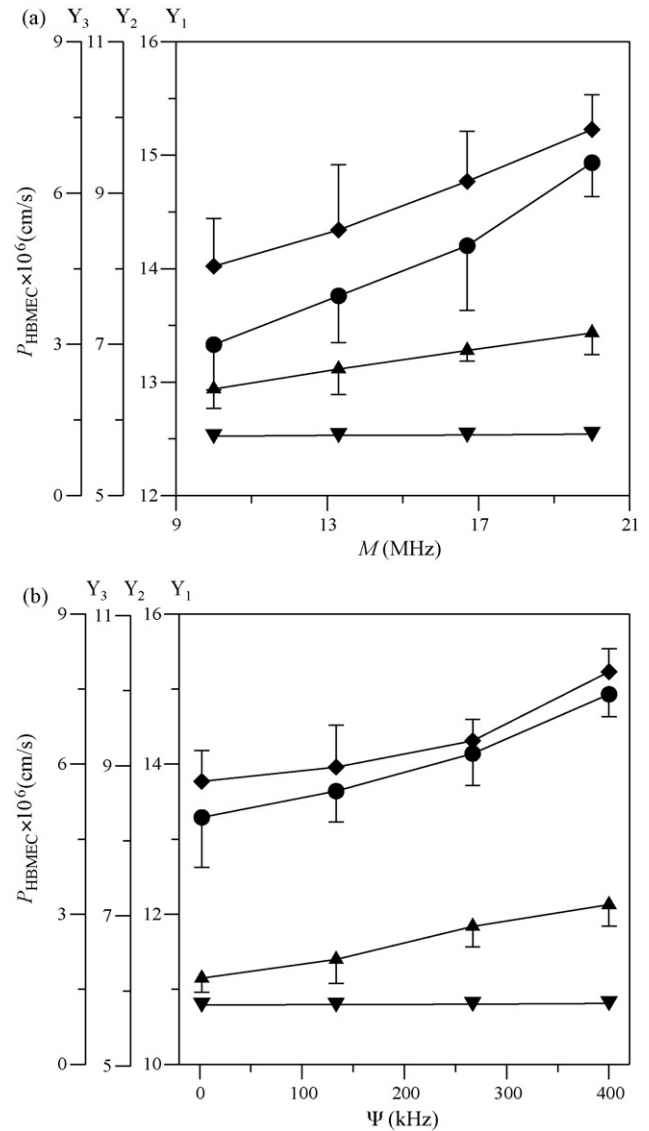 (a) Y3 Y2 Y1
9 11 16
15
6 9
14
3 7
13
0 5 12
9 13 17 21
PHBMEC×10^6(cm/s)
M (MHz)
(b) Y3 Y2 Y1
9 11 16
6 9 14
3 7 12
0 5 10
0 100 200 300 400
PHBMEC×10^6(cm/s)
Ψ (kHz)